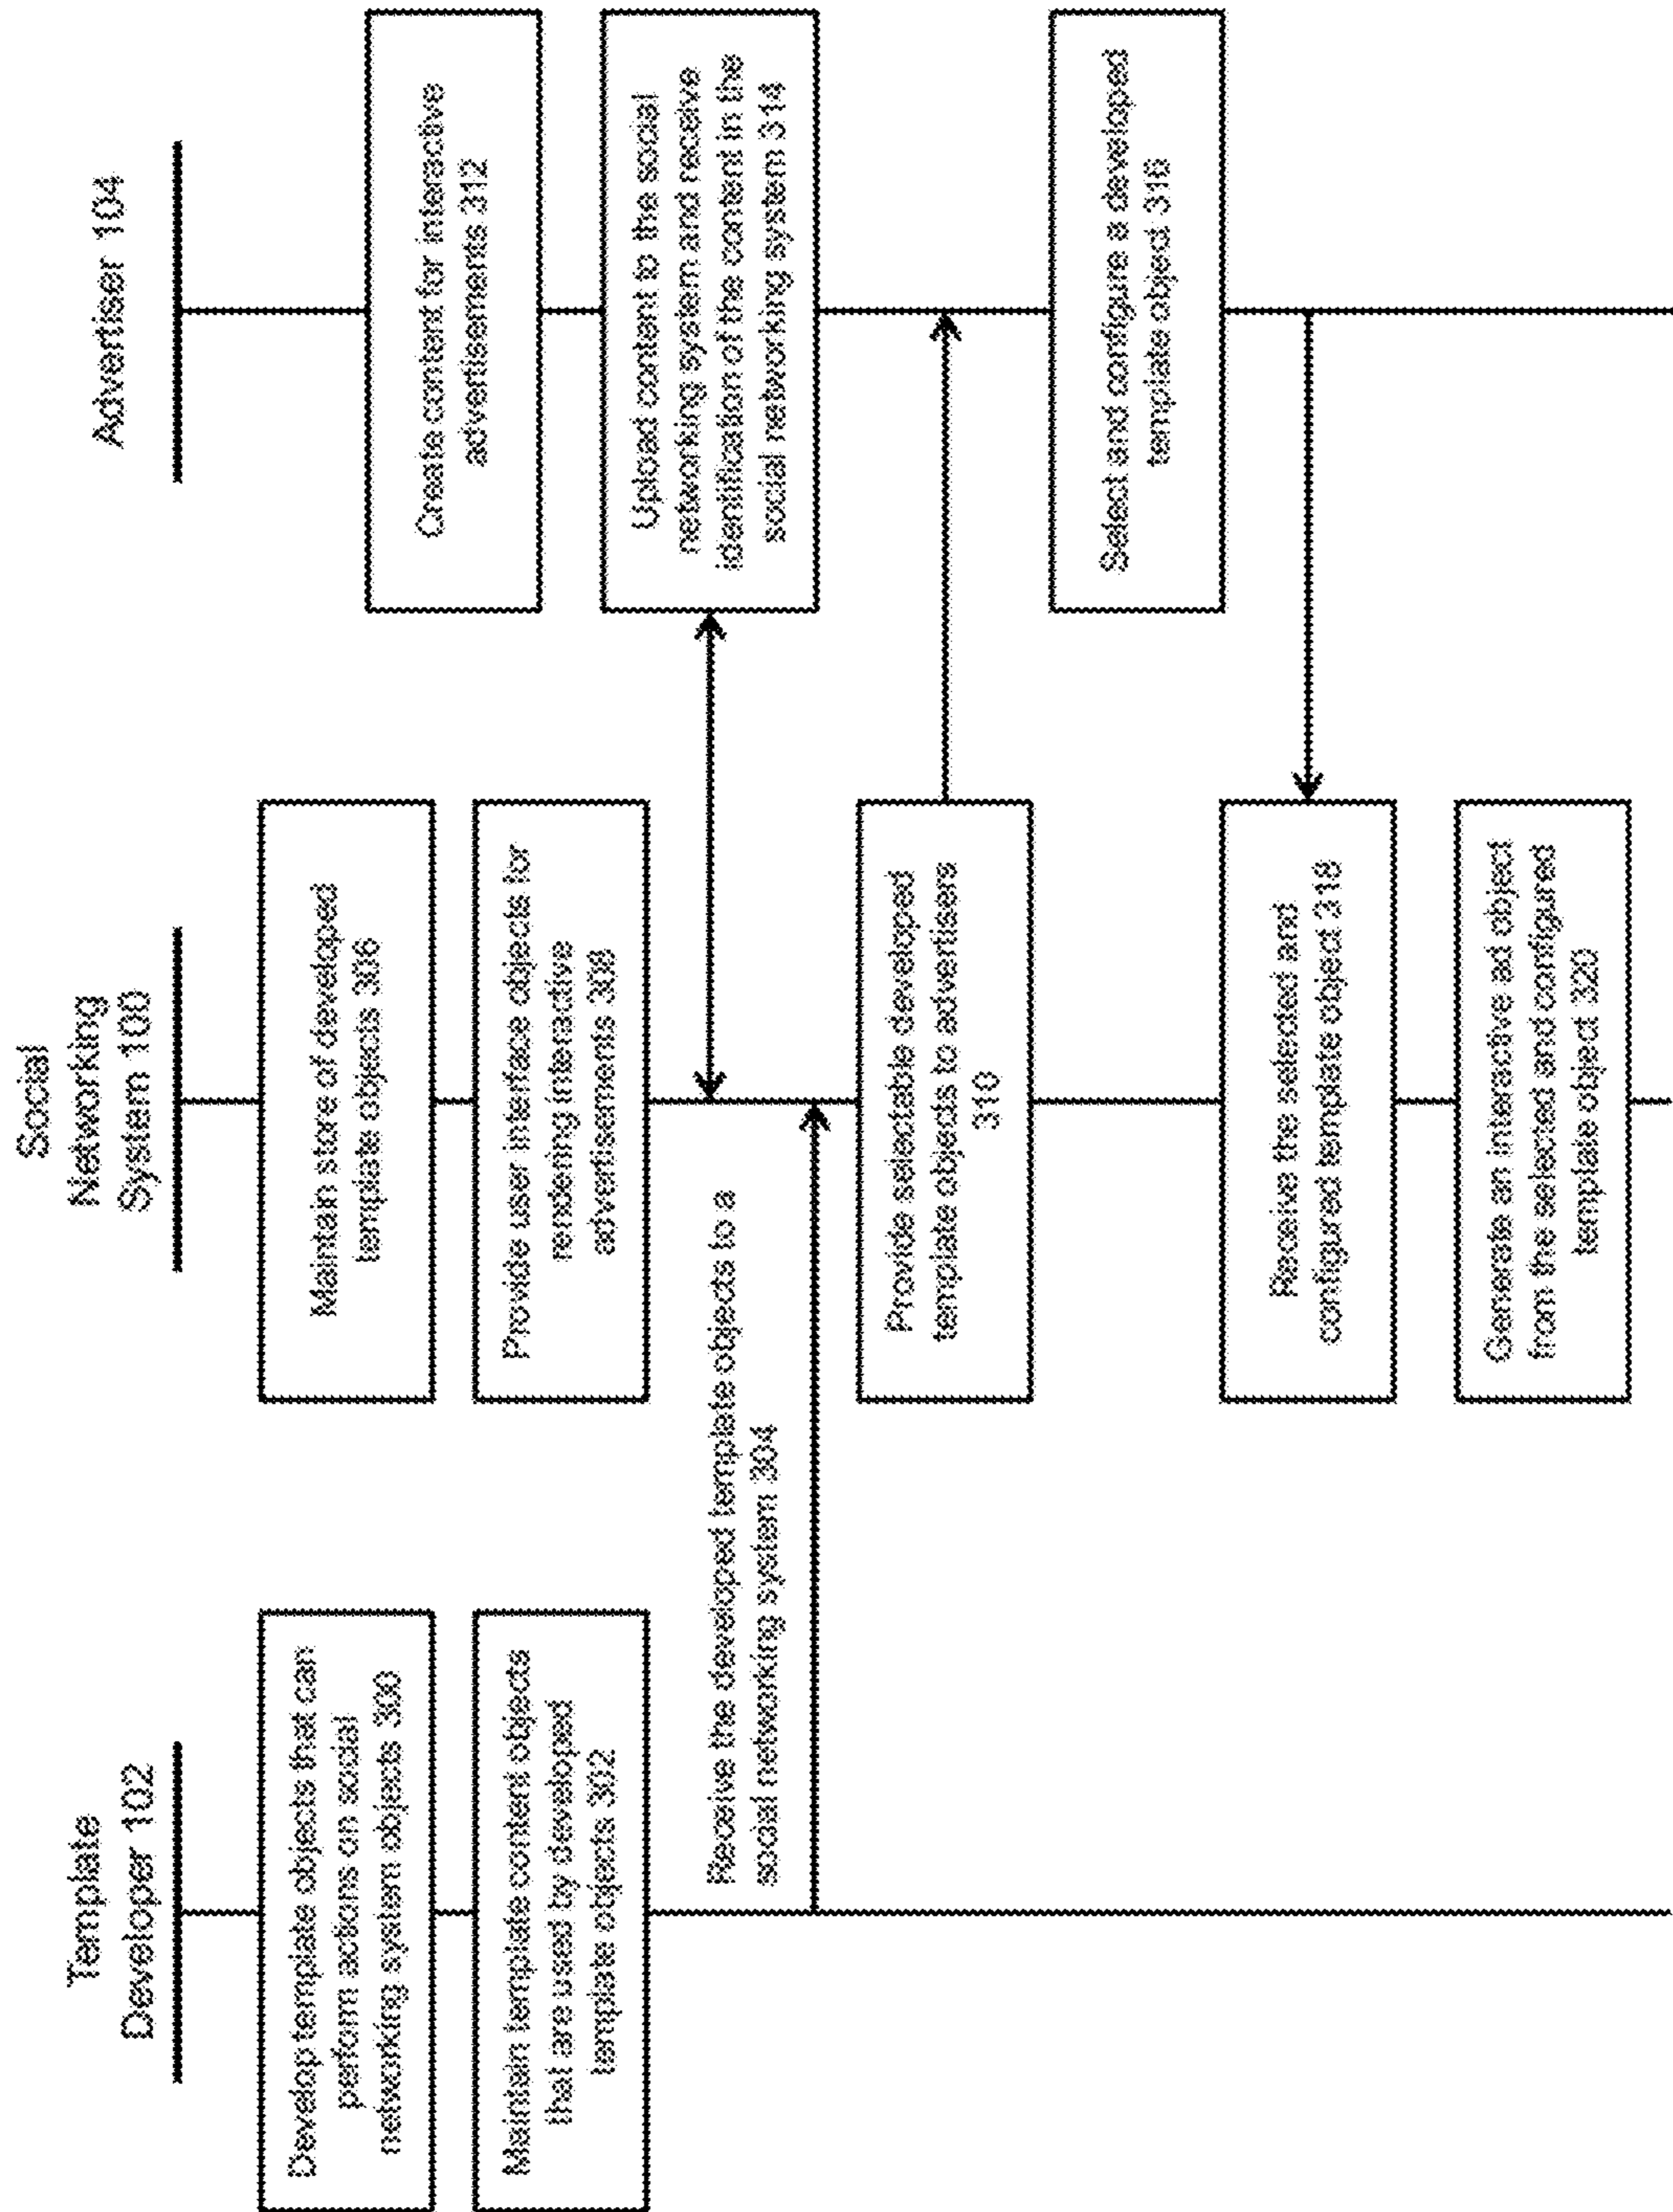 Template
Developer 102
Develop template objects that can
perform actions on social
networking system objects 300
Maintain template content objects
that are used by developed
template objects 302
Receive the developed template objects to a
social networking system 304
Social
Networking
System 100
Maintain store of developed
template objects 306
Provide user interface objects for
rendering interactive
advertisements 308
Provide selectable developed
template objects to advertisers
310
Receive the selected and
configured template object 318
Generate an interactive ad object
from the selected and configured
template object 320
Advertiser 104
Create content for interactive
advertisements 312
Upload content to the social
networking system and receive
identification of the content in the
social networking system 314
Select and configure a developed
template object 316